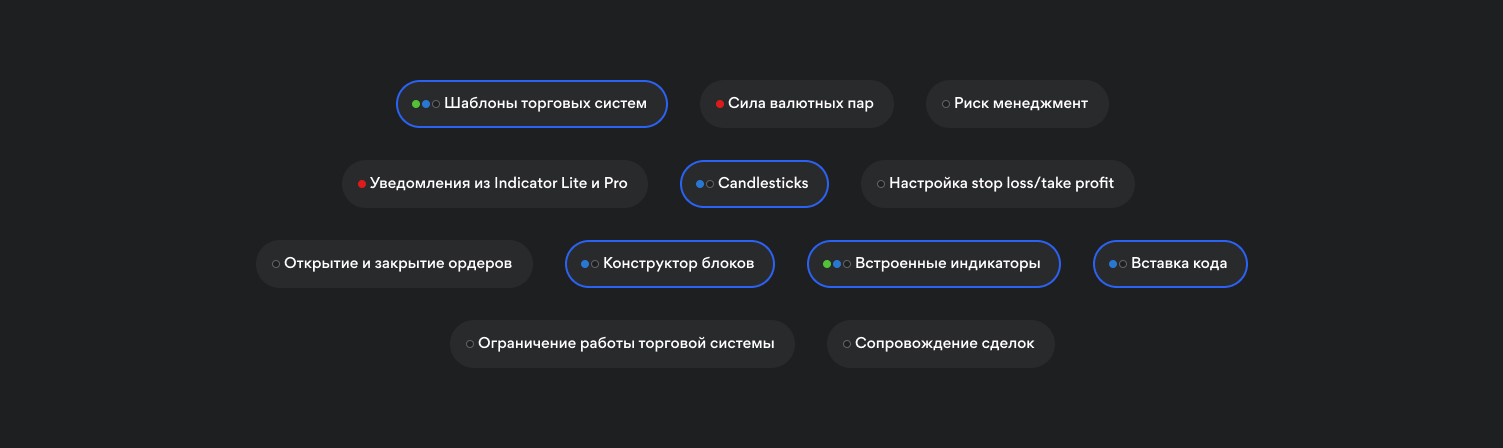 Шаблоны торговых систем
Сила валютных пар
Риск менеджмент
Уведомления из Indicator Lite и Pro
Candlesticks
Настройка stop loss/take profit
Открытие и закрытие ордеров
Конструктор блоков
Встроенные индикаторы
Вставка кода
Ограничение работы торговой системы
Сопровождение сделок